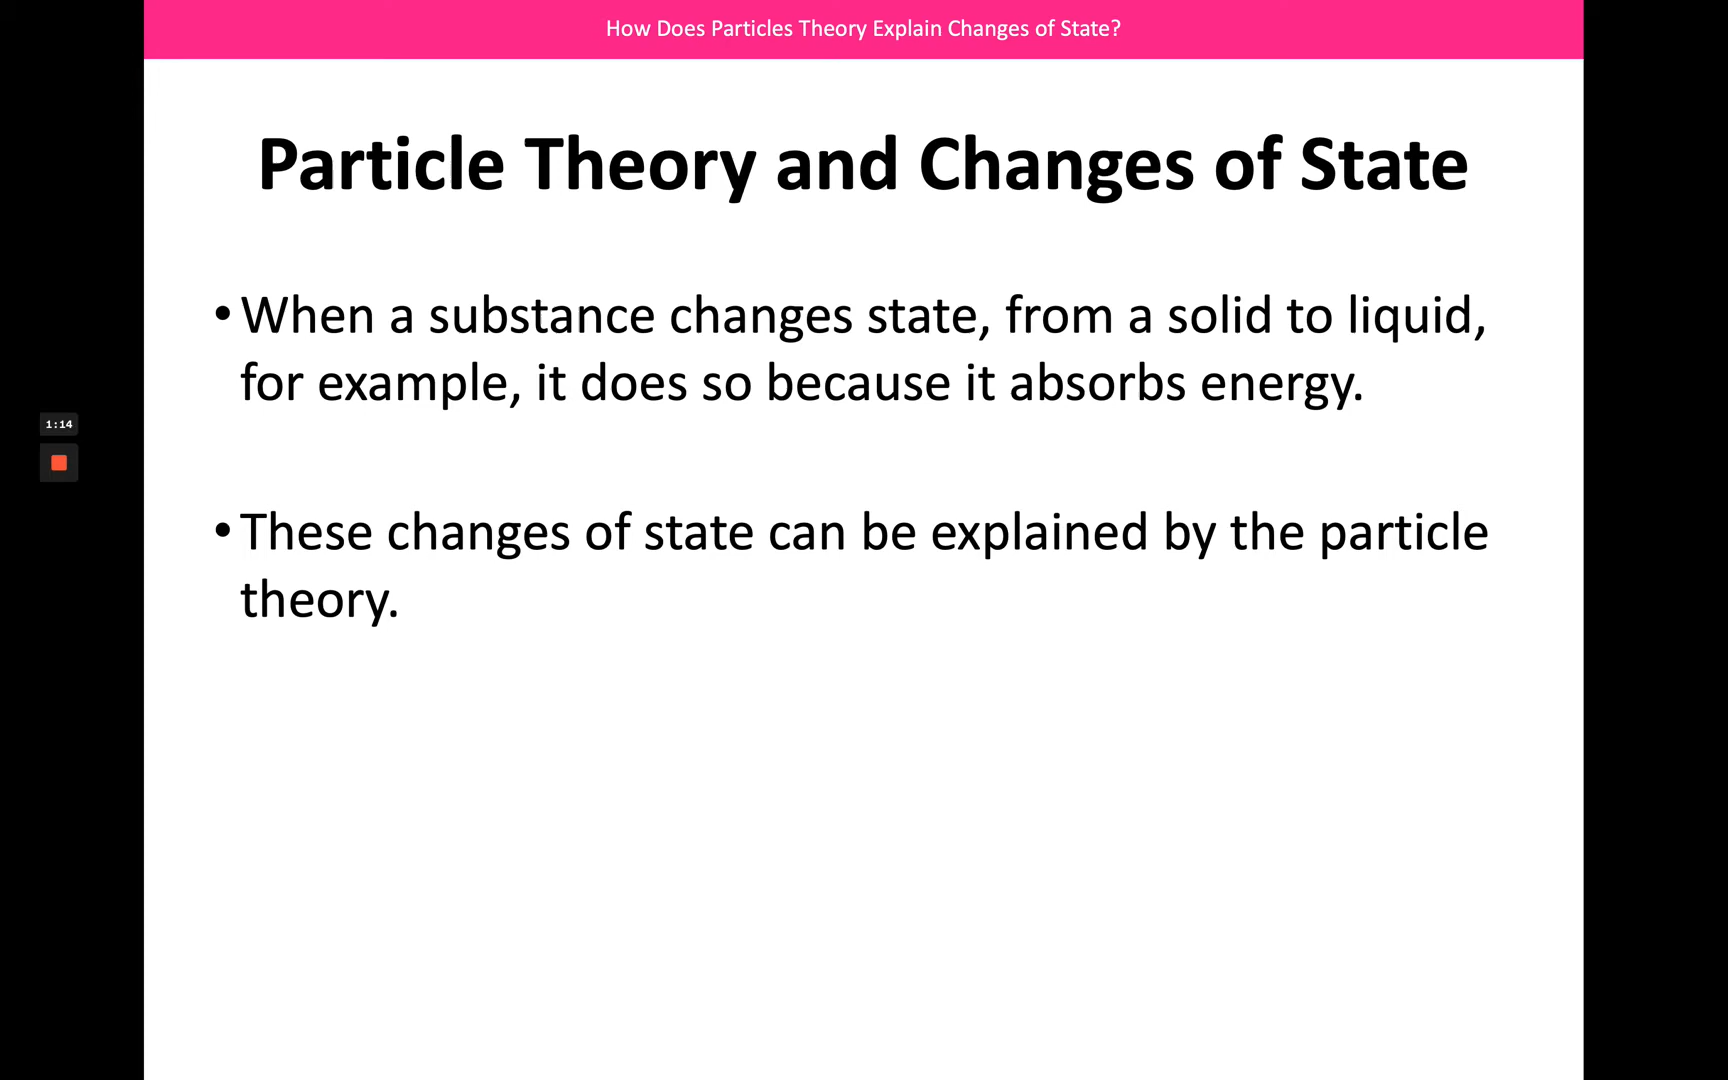 How Does Particles Theory Explain Changes of State?
Particle Theory and Changes of State
• When a substance changes state, from a solid to liquid,
for example, it does so because it absorbs energy.
1:14
• These changes of state can be explained by the particle
theory.